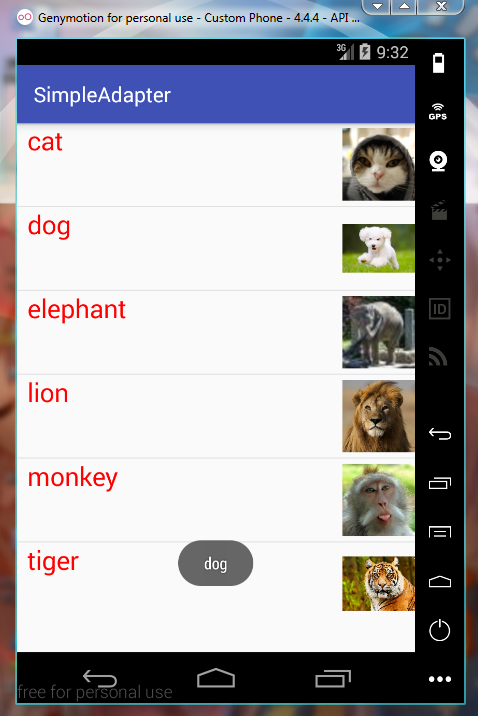 Genymotion for personal use - Custom Phone - 4.4.4 - API ...
3G 9:32
SimpleAdapter
GPS
cat
dog
elephant
ID
lion
monkey
tiger
dog
free for personal use